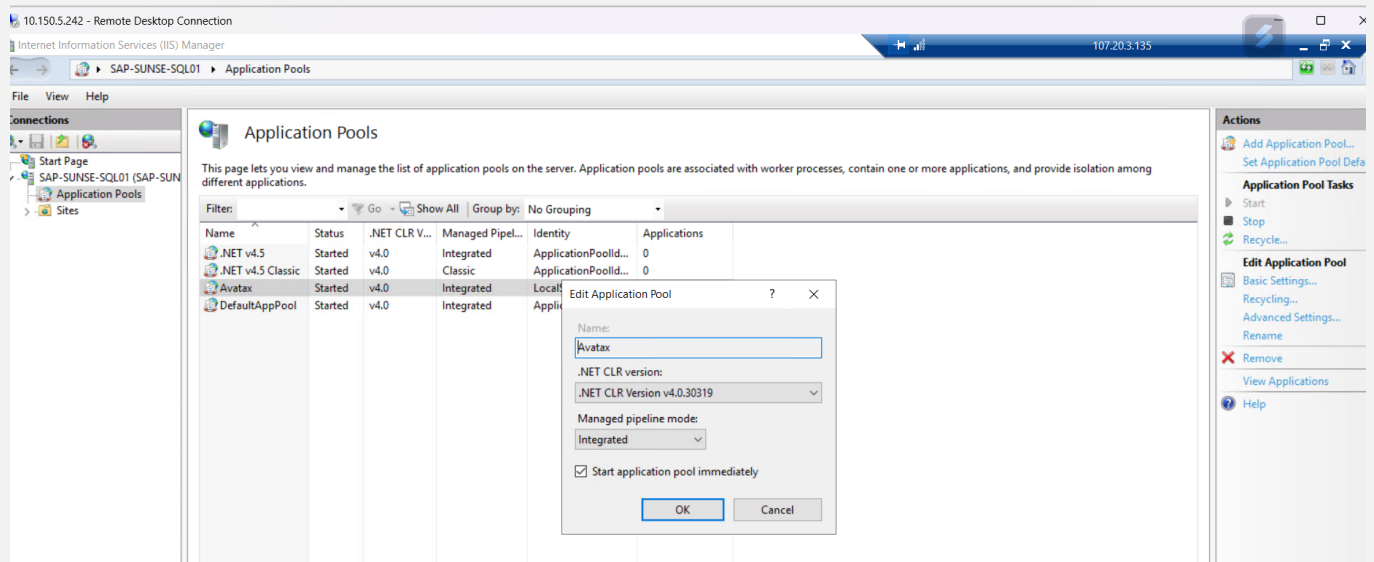 10.150.5.242 - Remote Desktop Connection
Internet Information Services (IIS) Manager
107.20.3.135
SAP-SUNSE-SQL01 Application Pools
File View Help
Connections
Start Page
SAP-SUNSE-SQL01 (SAP-SUN
Application Pools
Sites
Application Pools
This page lets you view and manage the list of application pools on the server. Application pools are associated with worker processes, contain one or more applications, and provide isolation among
different applications.
Filter: Go Show All Group by: No Grouping
Name Status .NET CLR V... Managed Pipel... Identity Applications
.NET v4.5 Started v4.0 Integrated ApplicationPoolId... 0
.NET v4.5 Classic Started v4.0 Classic ApplicationPoolId... 0
Avatax Started v4.0 Integrated LocalS
DefaultAppPool Started v4.0 Integrated Applic
Edit Application Pool ?
Name:
Avatax
.NET CLR version:
.NET CLR Version v4.0.30319
Managed pipeline mode:
Integrated
Start application pool immediately
OK Cancel
Actions
Add Application Pool...
Set Application Pool Defa
Application Pool Tasks
Start
Stop
Recycle...
Edit Application Pool
Basic Settings...
Recycling...
Advanced Settings...
Rename
Remove
View Applications
Help